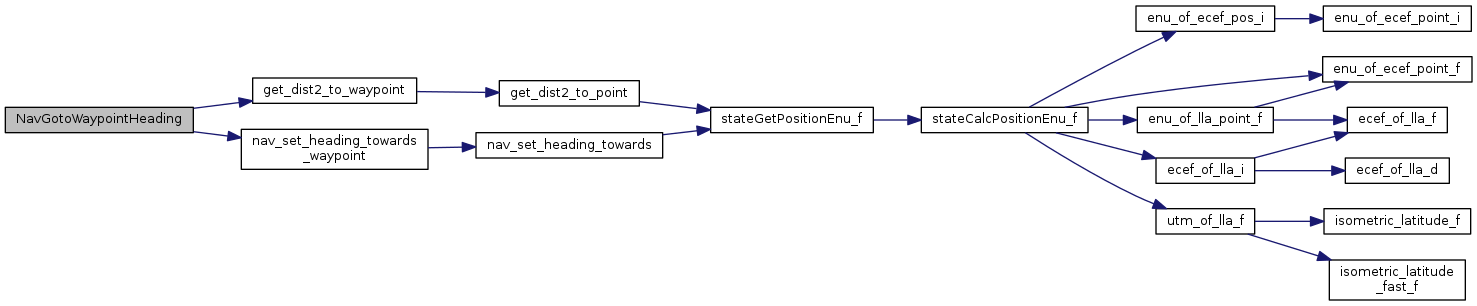 NavGotoWaypointHeading
get_dist2_to_waypoint
nav_set_heading_towards
_waypoint
get_dist2_to_point
nav_set_heading_towards
stateGetPositionEnu_f
stateCalcPositionEnu_f
enu_of_ecef_pos_i
enu_of_ecef_point_i
enu_of_ecef_point_f
enu_of_lla_point_f
ecef_of_lla_f
ecef_of_lla_i
ecef_of_lla_d
utm_of_lla_f
isometric_latitude_f
isometric_latitude
_fast_f